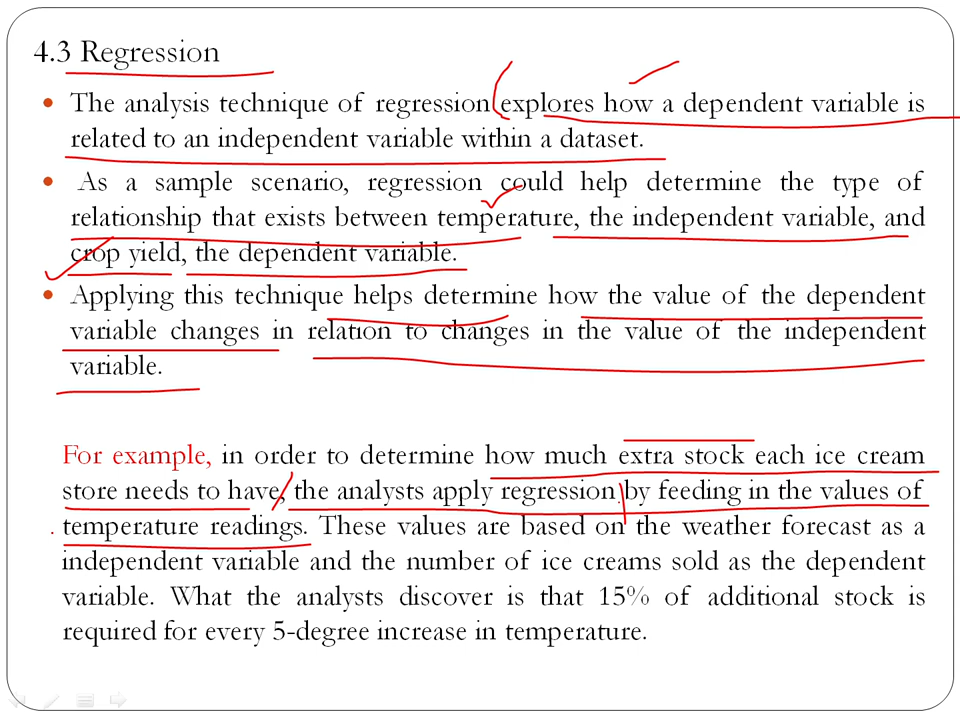 4.3 Regression
• The analysis technique of regression explores how a dependent variable is
related to an independent variable within a dataset.
• As a sample scenario, regression could help determine the type of
relationship that exists between temperature, the independent variable, and
crop yield, the dependent variable.
• Applying this technique helps determine how the value of the dependent
variable changes in relation to changes in the value of the independent
variable.
For example, in order to determine how much extra stock each ice cream
store needs to have, the analysts apply regression by feeding in the values of
temperature readings. These values are based on the weather forecast as a
independent variable and the number of ice creams sold as the dependent
variable. What the analysts discover is that 15% of additional stock is
required for every 5-degree increase in temperature.